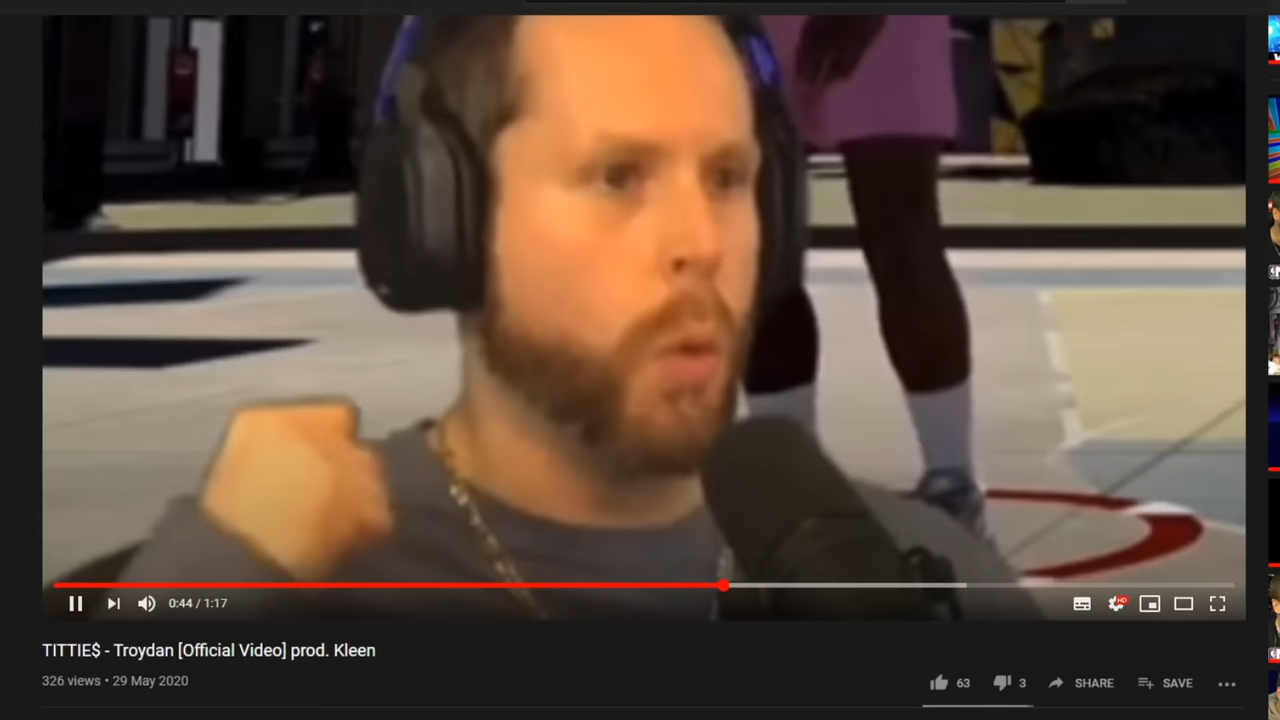 HD
0:44 / 1:17
TITTIE$ - Troydan [Official Video] prod. Kleen
326 views • 29 May 2020
63
3
SHARE
SAVE